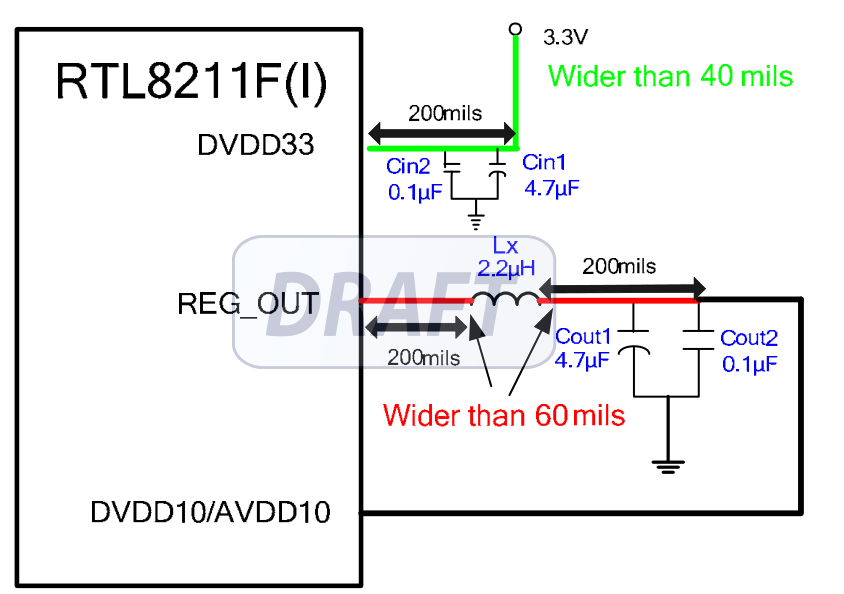 3.3V
Wider than 40 mils
RTL8211F(I)
200mils
DVDD33
Cin2
0.1µF
Cin1
4.7µF
Lx
2.2µH
200mils
REG_OUT
DRAFT
200mils
Cout1
4.7µF
Cout2
0.1µF
Wider than 60 mils
DVDD10/AVDD10